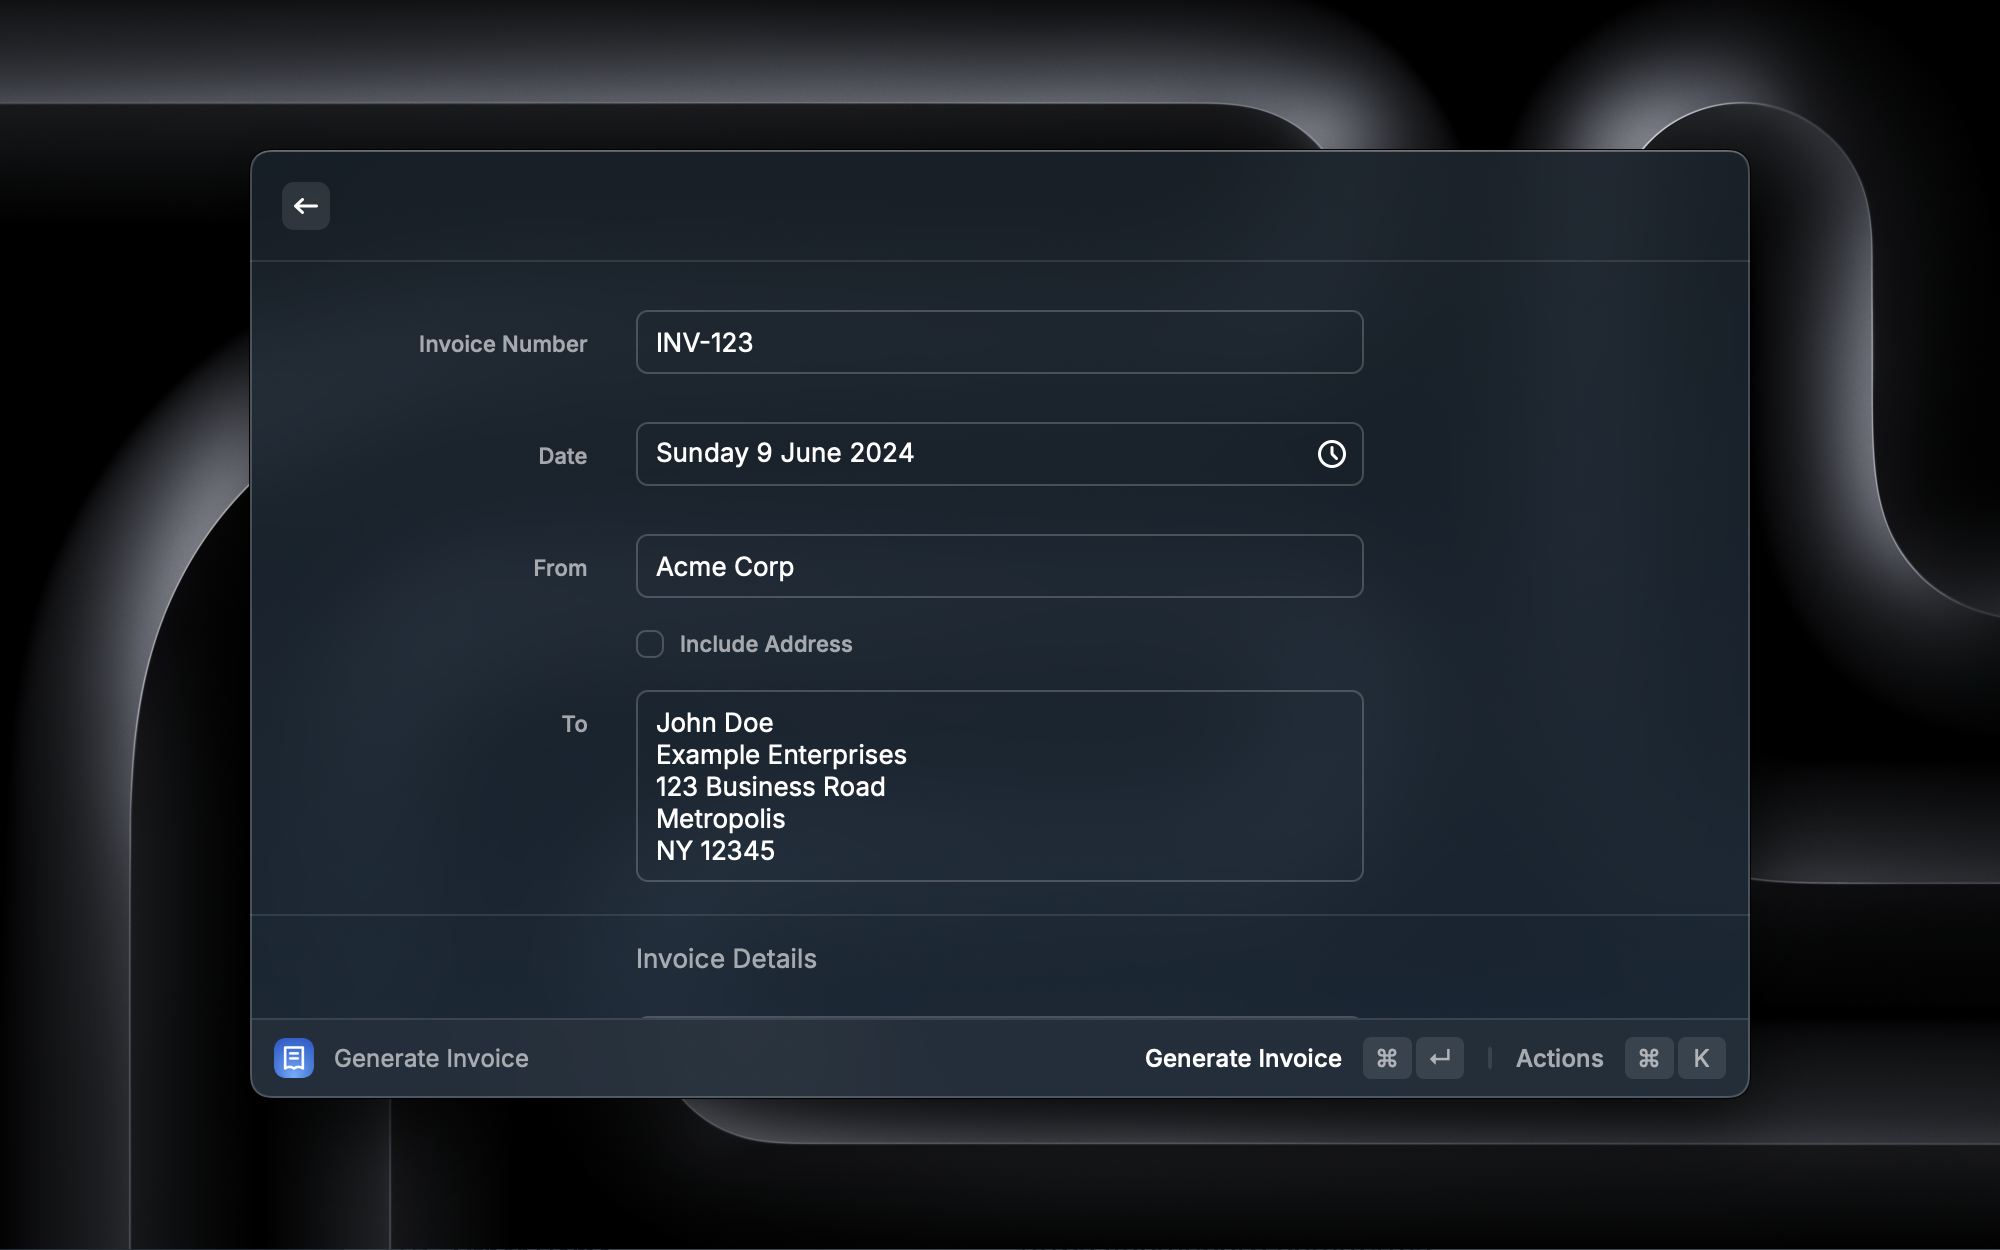 Invoice Number
INV-123
Date
Sunday 9 June 2024
From
Acme Corp
Include Address
To
John Doe
Example Enterprises
123 Business Road
Metropolis
NY 12345
Invoice Details
Generate Invoice
Generate Invoice ⌘ ↵ Actions ⌘ K